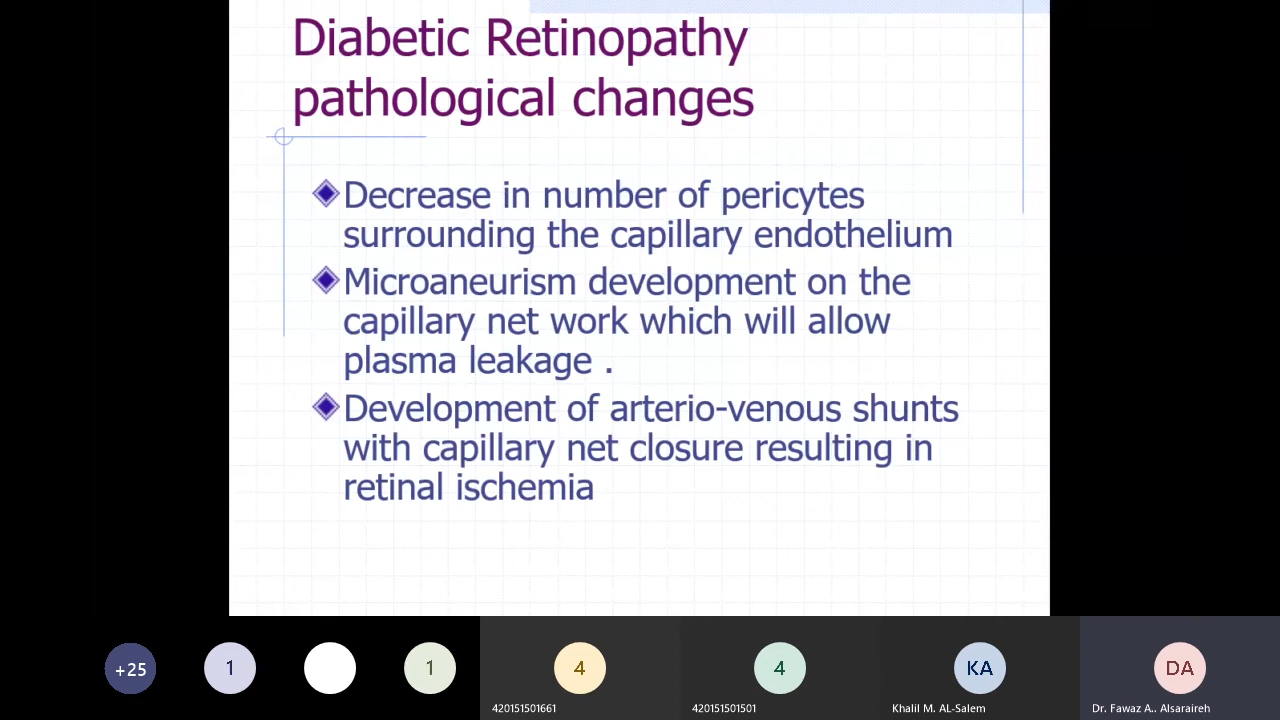 Diabetic Retinopathy
pathological changes
Decrease in number of pericytes
surrounding the capillary endothelium
Microaneurism development on the
capillary net work which will allow
plasma leakage .
Development of arterio-venous shunts
with capillary net closure resulting in
retinal ischemia
+25
1
1
4
4
KA
DA
420151501661
420151501501
Khalil M. AL-Salem
Dr. Fawaz A.. Alsaraireh